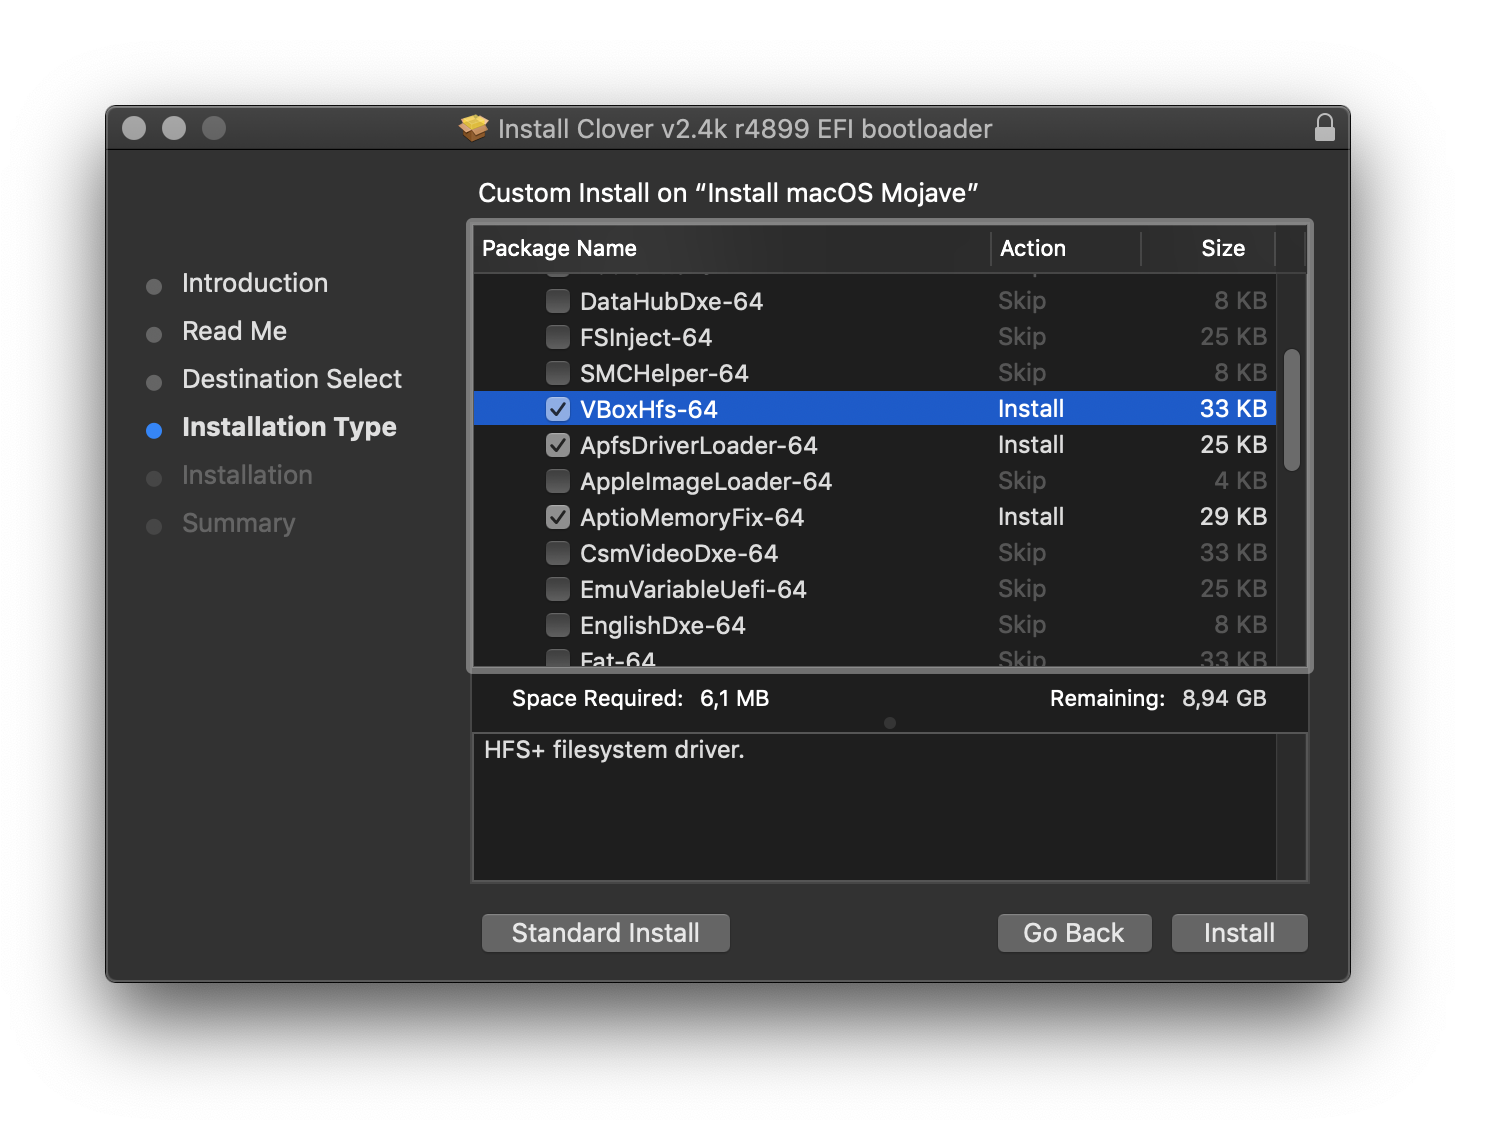 Install Clover v2.4k r4899 EFI bootloader
Custom Install on “Install macOS Mojave”
Introduction
Read Me
Destination Select
Installation Type
Installation
Summary
Package Name Action Size
DataHubDxe-64 Skip 8 KB
FSInject-64 Skip 25 KB
SMCHelper-64 Skip 8 KB
VBoxHfs-64 Install 33 KB
ApfsDriverLoader-64 Install 25 KB
AppleImageLoader-64 Skip 4 KB
AptioMemoryFix-64 Install 29 KB
CsmVideoDxe-64 Skip 33 KB
EmuVariableUefi-64 Skip 25 KB
EnglishDxe-64 Skip 8 KB
Fat-64 Skip 33 KB
Space Required: 6,1 MB Remaining: 8,94 GB
HFS+ filesystem driver.
Standard Install Go Back Install